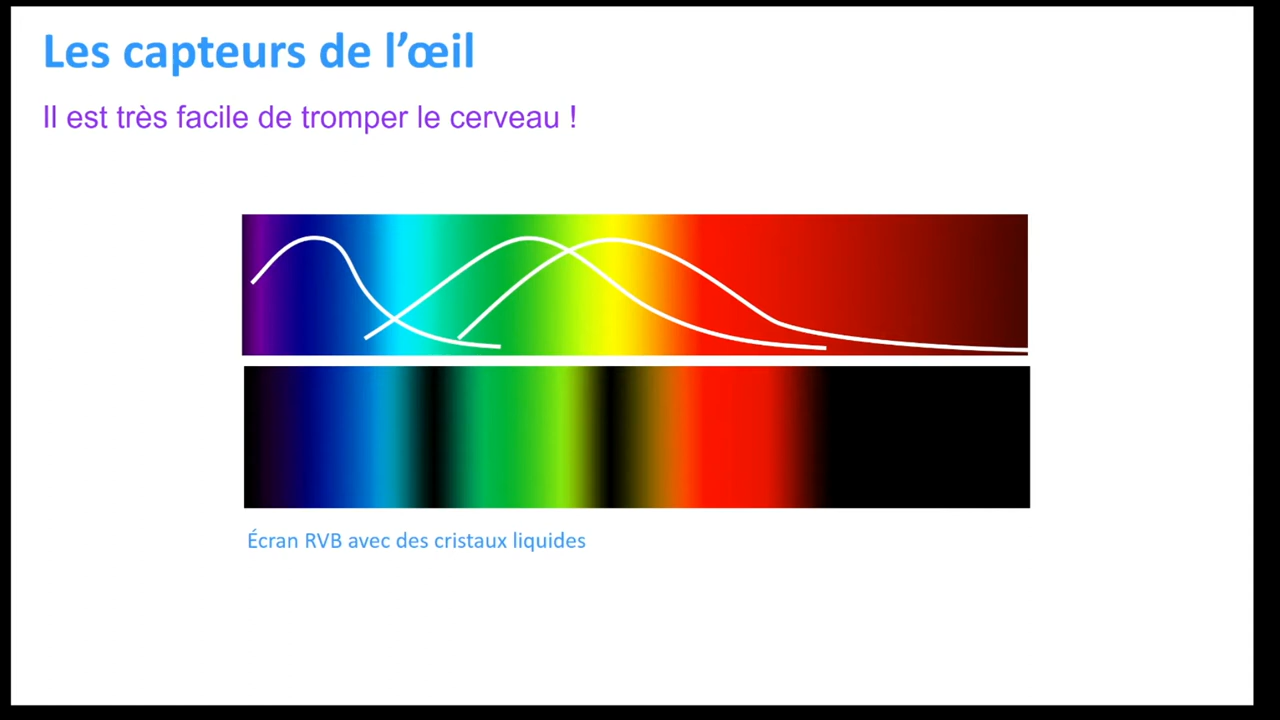 Les capteurs de l’œil
Il est très facile de tromper le cerveau !
Écran RVB avec des cristaux liquides